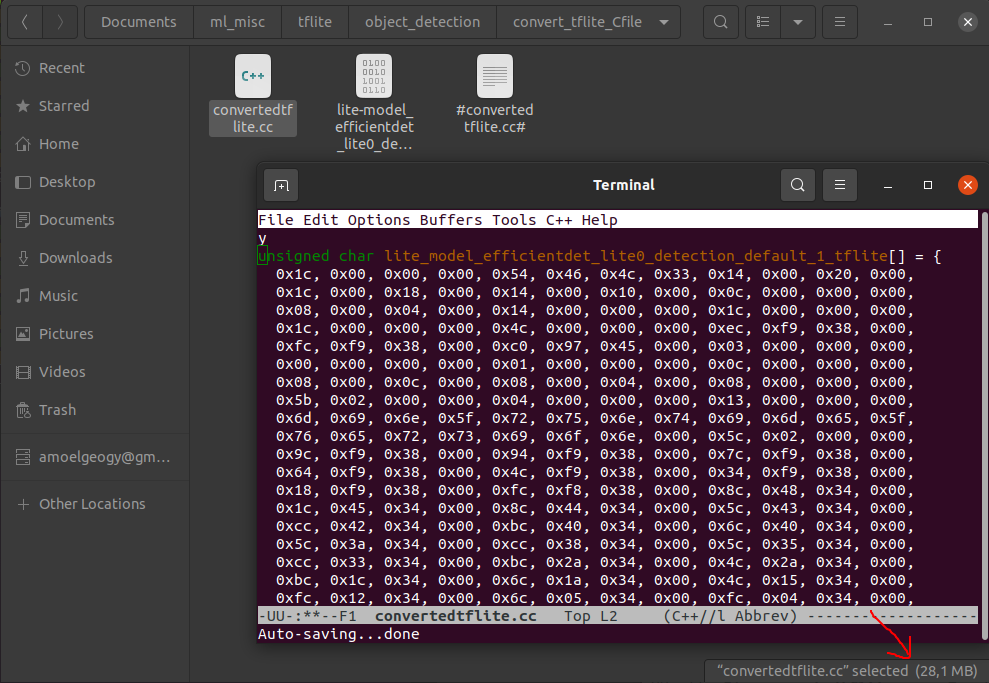 Documents ml_misc tflite object_detection convert_tflite_Cfile
Recent
Starred
Home
Desktop
Documents
Downloads
Music
Pictures
Videos
Trash
amoelgeogy@gm...
Other Locations
C++
convertedtf
lite.cc
0100
0010
1001
0110
lite-model_
efficientdet
_lite0_de...
#converted
tflite.cc#
Terminal
File Edit Options Buffers Tools C++ Help
y
unsigned char lite_model_efficientdet_lite0_detection_default_1_tflite[] = {
0x1c, 0x00, 0x00, 0x00, 0x54, 0x46, 0x4c, 0x33, 0x14, 0x00, 0x20, 0x00,
0x1c, 0x00, 0x18, 0x00, 0x14, 0x00, 0x10, 0x00, 0x0c, 0x00, 0x00, 0x00,
0x08, 0x00, 0x04, 0x00, 0x14, 0x00, 0x00, 0x00, 0x1c, 0x00, 0x00, 0x00,
0x1c, 0x00, 0x00, 0x00, 0x4c, 0x00, 0x00, 0x00, 0xec, 0xf9, 0x38, 0x00,
0xfc, 0xf9, 0x38, 0x00, 0xc0, 0x97, 0x45, 0x00, 0x03, 0x00, 0x00, 0x00,
0x00, 0x00, 0x00, 0x00, 0x01, 0x00, 0x00, 0x00, 0x0c, 0x00, 0x00, 0x00,
0x08, 0x00, 0x0c, 0x00, 0x08, 0x00, 0x04, 0x00, 0x08, 0x00, 0x00, 0x00,
0x5b, 0x02, 0x00, 0x00, 0x04, 0x00, 0x00, 0x00, 0x13, 0x00, 0x00, 0x00,
0x6d, 0x69, 0x6e, 0x5f, 0x72, 0x75, 0x6e, 0x74, 0x69, 0x6d, 0x65, 0x5f,
0x76, 0x65, 0x72, 0x73, 0x69, 0x6f, 0x6e, 0x00, 0x5c, 0x02, 0x00, 0x00,
0x9c, 0xf9, 0x38, 0x00, 0x94, 0xf9, 0x38, 0x00, 0x7c, 0xf9, 0x38, 0x00,
0x64, 0xf9, 0x38, 0x00, 0x4c, 0xf9, 0x38, 0x00, 0x34, 0xf9, 0x38, 0x00,
0x18, 0xf9, 0x38, 0x00, 0xfc, 0xf8, 0x38, 0x00, 0x8c, 0x48, 0x34, 0x00,
0x1c, 0x45, 0x34, 0x00, 0x8c, 0x44, 0x34, 0x00, 0x5c, 0x43, 0x34, 0x00,
0xcc, 0x42, 0x34, 0x00, 0xbc, 0x40, 0x34, 0x00, 0x6c, 0x40, 0x34, 0x00,
0x5c, 0x3a, 0x34, 0x00, 0xcc, 0x38, 0x34, 0x00, 0x5c, 0x35, 0x34, 0x00,
0xcc, 0x33, 0x34, 0x00, 0xbc, 0x2a, 0x34, 0x00, 0x4c, 0x2a, 0x34, 0x00,
0xbc, 0x1c, 0x34, 0x00, 0x6c, 0x1a, 0x34, 0x00, 0x4c, 0x15, 0x34, 0x00,
0xfc, 0x12, 0x34, 0x00, 0x6c, 0x05, 0x34, 0x00, 0xfc, 0x04, 0x34, 0x00,
-UU-:**--F1 convertedtflite.cc Top L2 (C++//l Abbrev) -------------------
Auto-saving...done
“convertedtflite.cc” selected (28,1 MB)